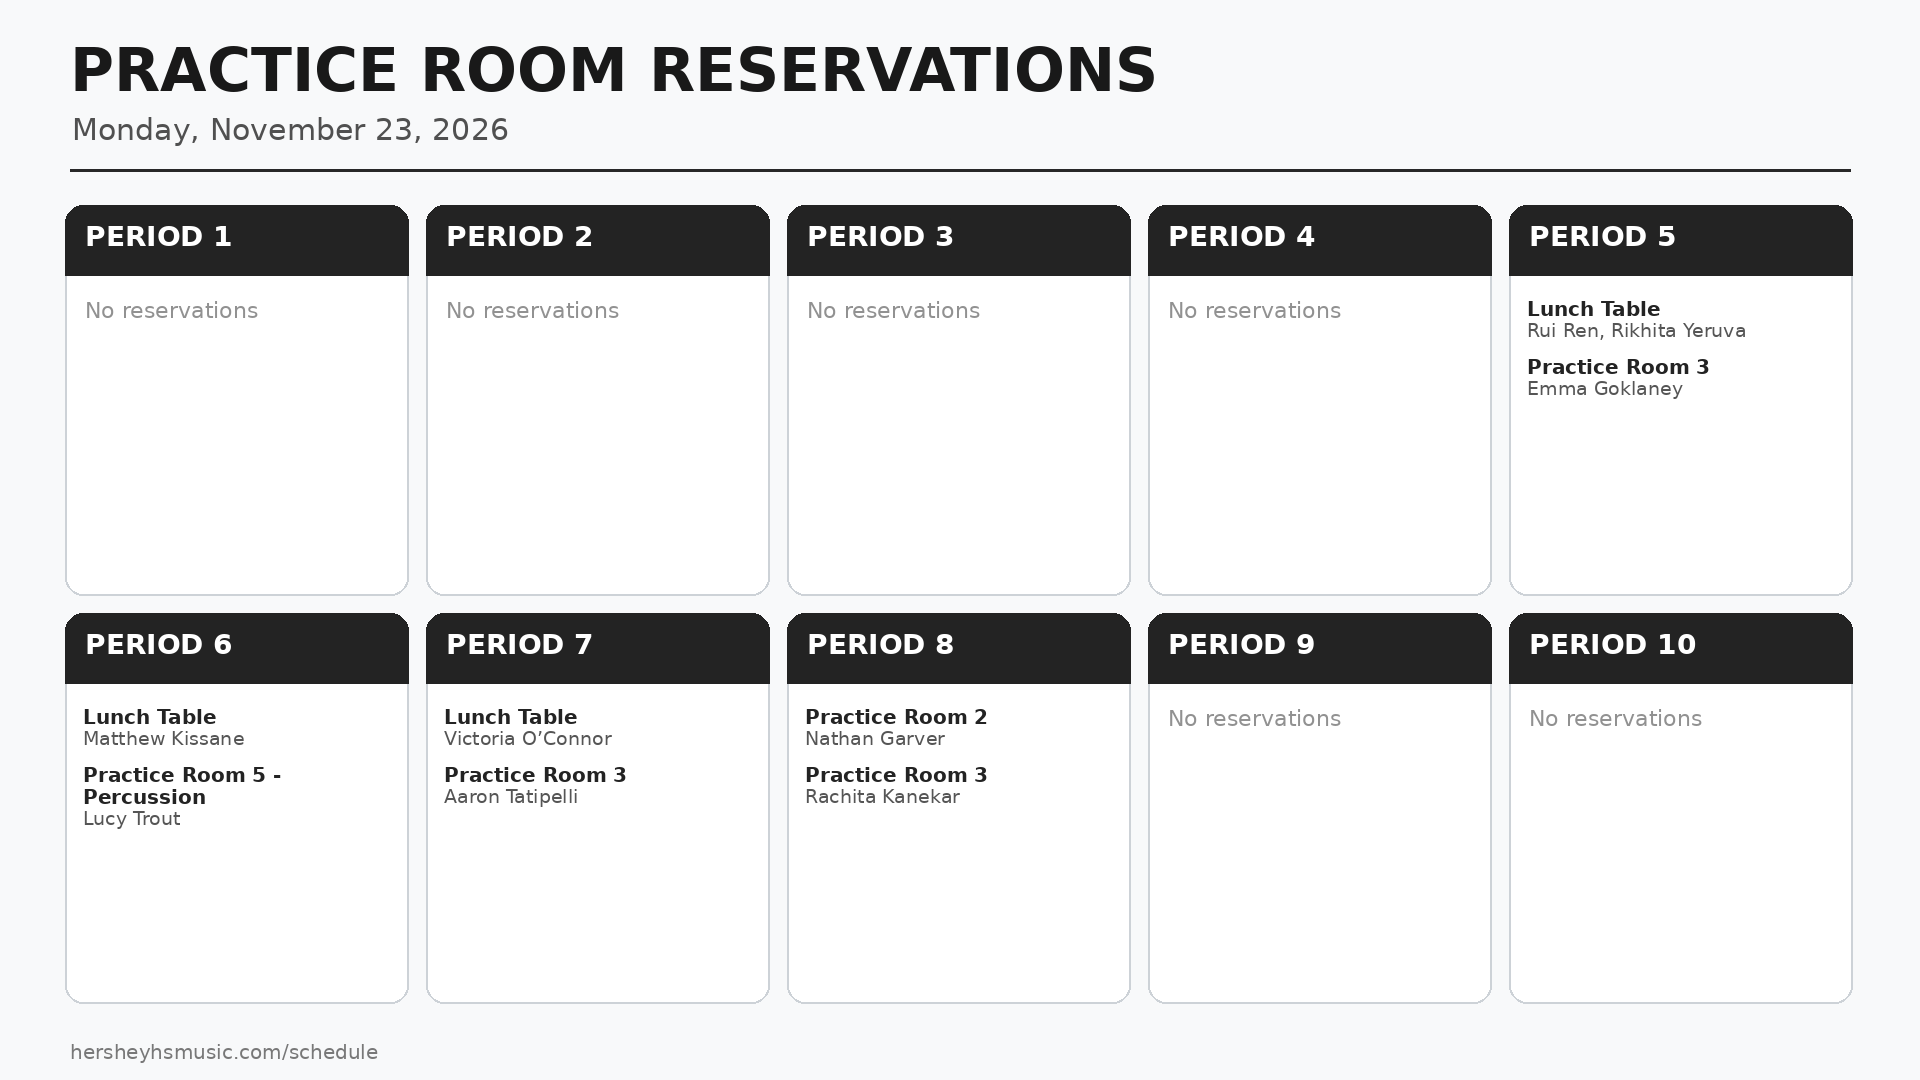 PRACTICE ROOM RESERVATIONS
Monday, November 23, 2026
PERIOD 1
No reservations
PERIOD 2
No reservations
PERIOD 3
No reservations
PERIOD 4
No reservations
PERIOD 5
Lunch Table
Rui Ren, Rikhita Yeruva
Practice Room 3
Emma Goklaney
PERIOD 6
Lunch Table
Matthew Kissane
Practice Room 5 -
Percussion
Lucy Trout
PERIOD 7
Lunch Table
Victoria O’Connor
Practice Room 3
Aaron Tatipelli
PERIOD 8
Practice Room 2
Nathan Garver
Practice Room 3
Rachita Kanekar
PERIOD 9
No reservations
PERIOD 10
No reservations
hersheyhsmusic.com/schedule